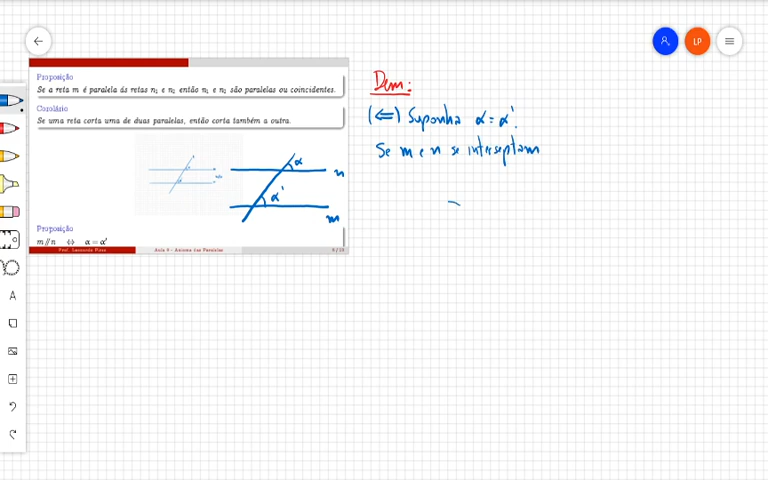 Proposição
Se a reta m é paralela às retas n₁ e n₂ então n₁ e n₂ são paralelas ou coincidentes.
Corolário
Se uma reta corta uma de duas paralelas, então corta também a outra.
α
n
α'
m
Proposição
m // n ⇔ α = α'
Aula 9 - Axioma das Paralelas
Dem:
(⇐) Suponha α = α'.
Se m e n se interseptam
LP
A